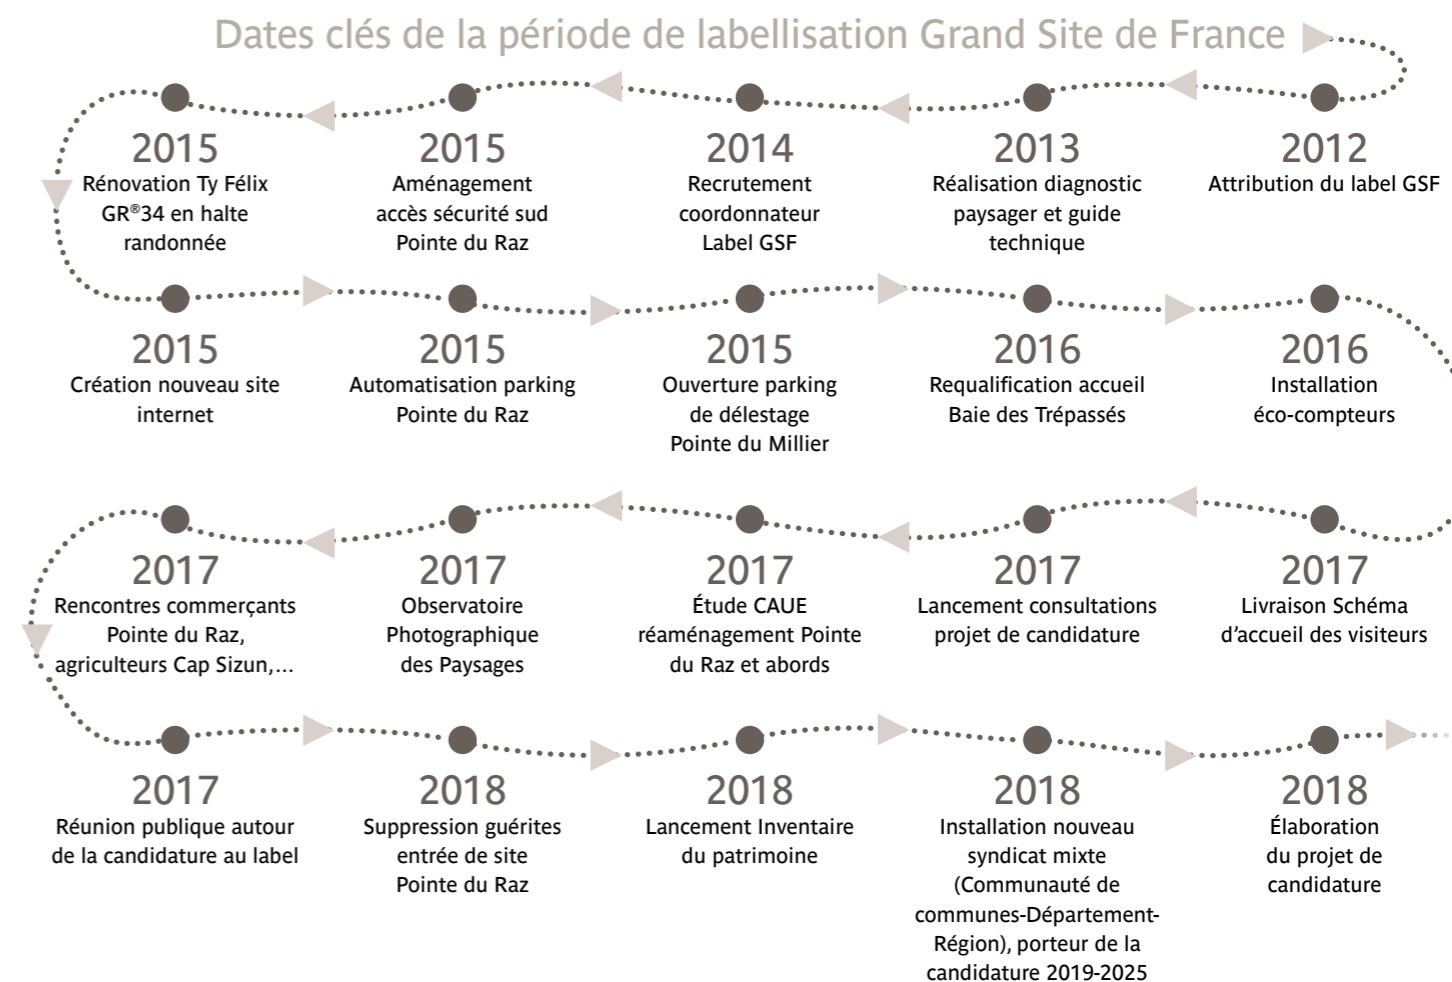 Dates clés de la période de labellisation Grand Site de France
2012
Attribution du label GSF
2013
Réalisation diagnostic
paysager et guide
technique
2014
Recrutement
coordonnateur
Label GSF
2015
Aménagement
accès sécurité sud
Pointe du Raz
2015
Rénovation Ty Félix
GR®34 en halte
randonnée
2015
Création nouveau site
internet
2015
Automatisation parking
Pointe du Raz
2015
Ouverture parking
de délestage
Pointe du Millier
2016
Requalification accueil
Baie des Trépassés
2016
Installation
éco-compteurs
2017
Livraison Schéma
d’accueil des visiteurs
2017
Lancement consultations
projet de candidature
2017
Étude CAUE
réaménagement Pointe
du Raz et abords
2017
Observatoire
Photographique
des Paysages
2017
Rencontres commerçants
Pointe du Raz,
agriculteurs Cap Sizun,...
2017
Réunion publique autour
de la candidature au label
2018
Suppression guérites
entrée de site
Pointe du Raz
2018
Lancement Inventaire
du patrimoine
2018
Installation nouveau
syndicat mixte
(Communauté de
communes-Département-
Région), porteur de la
candidature 2019-2025
2018
Élaboration
du projet de
candidature